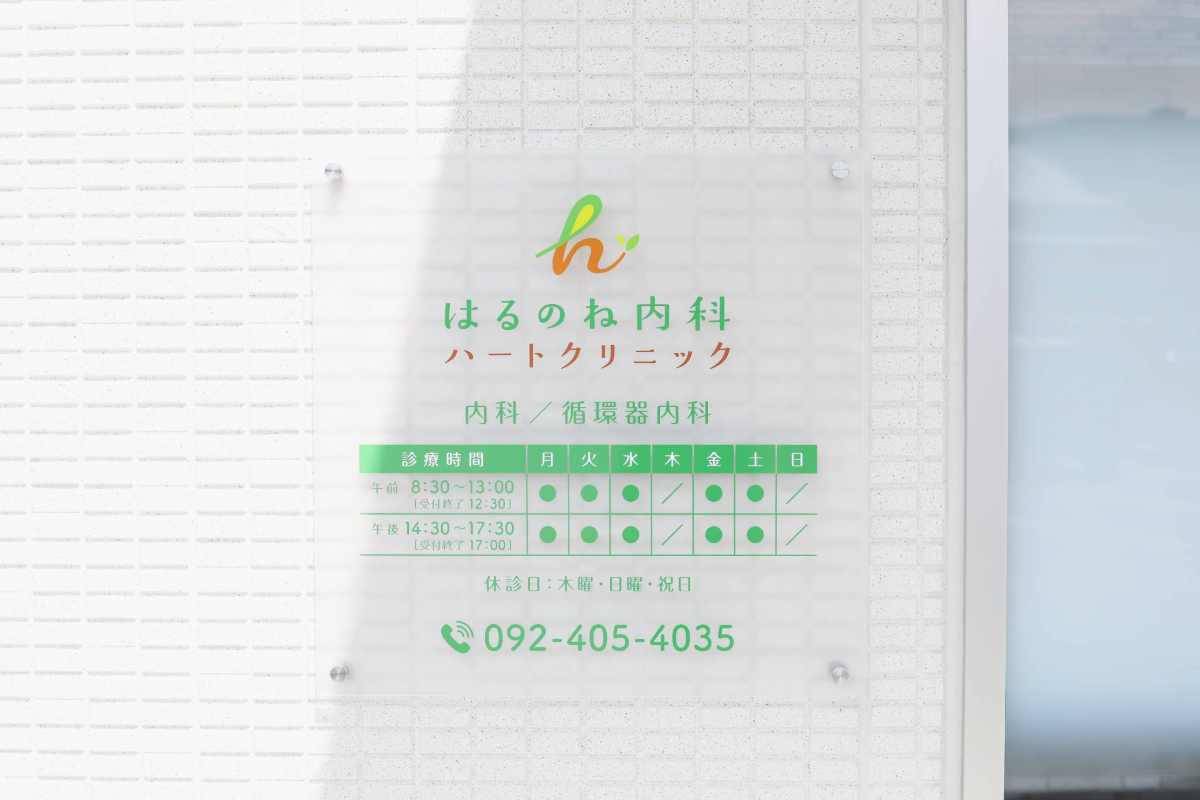 h
はるのね内科
ハートクリニック
内科／循環器内科
診療時間 月 火 水 木 金 土 日
午前 8:30～13:00 ● ● ● ／ ● ● ／
[受付終了 12:30]
午後 14:30～17:30 ● ● ● ／ ● ● ／
[受付終了 17:00]
休診日：木曜・日曜・祝日
092-405-4035